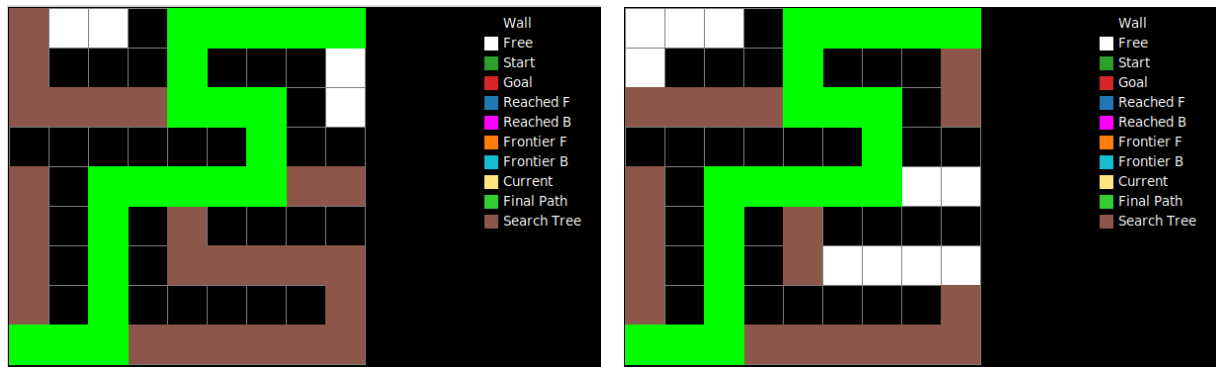 Wall
Free
Start
Goal
Reached F
Reached B
Frontier F
Frontier B
Current
Final Path
Search Tree
Wall
Free
Start
Goal
Reached F
Reached B
Frontier F
Frontier B
Current
Final Path
Search Tree